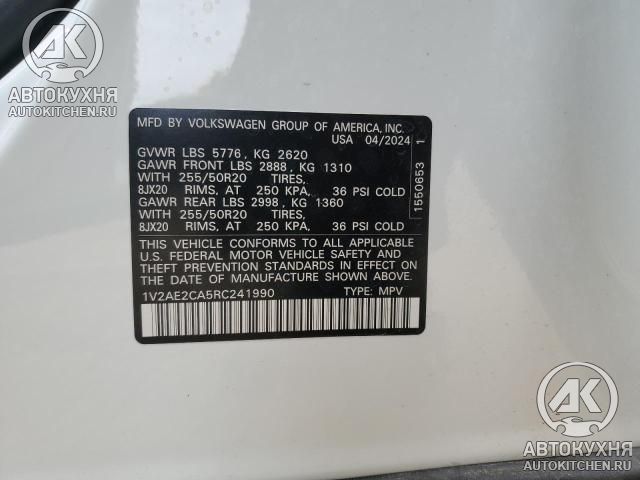 AK
АВТОКУХНЯ
AUTOKITCHEN.RU
MFD BY VOLKSWAGEN GROUP OF AMERICA, INC.
USA 04/2024
GVWR LBS 5776, KG 2620
GAWR FRONT LBS 2888, KG 1310
WITH 255/50R20 TIRES,
8JX20 RIMS, AT 250 KPA, 36 PSI COLD
GAWR REAR LBS 2998, KG 1360
WITH 255/50R20 TIRES,
8JX20 RIMS, AT 250 KPA, 36 PSI COLD
THIS VEHICLE CONFORMS TO ALL APPLICABLE
U.S. FEDERAL MOTOR VEHICLE SAFETY AND
THEFT PREVENTION STANDARDS IN EFFECT ON
THE DATE OF MANUFACTURE SHOWN ABOVE.
1V2AE2CA5RC241990 TYPE: MPV
1550653 1
AK
АВТОКУХНЯ
AUTOKITCHEN.RU